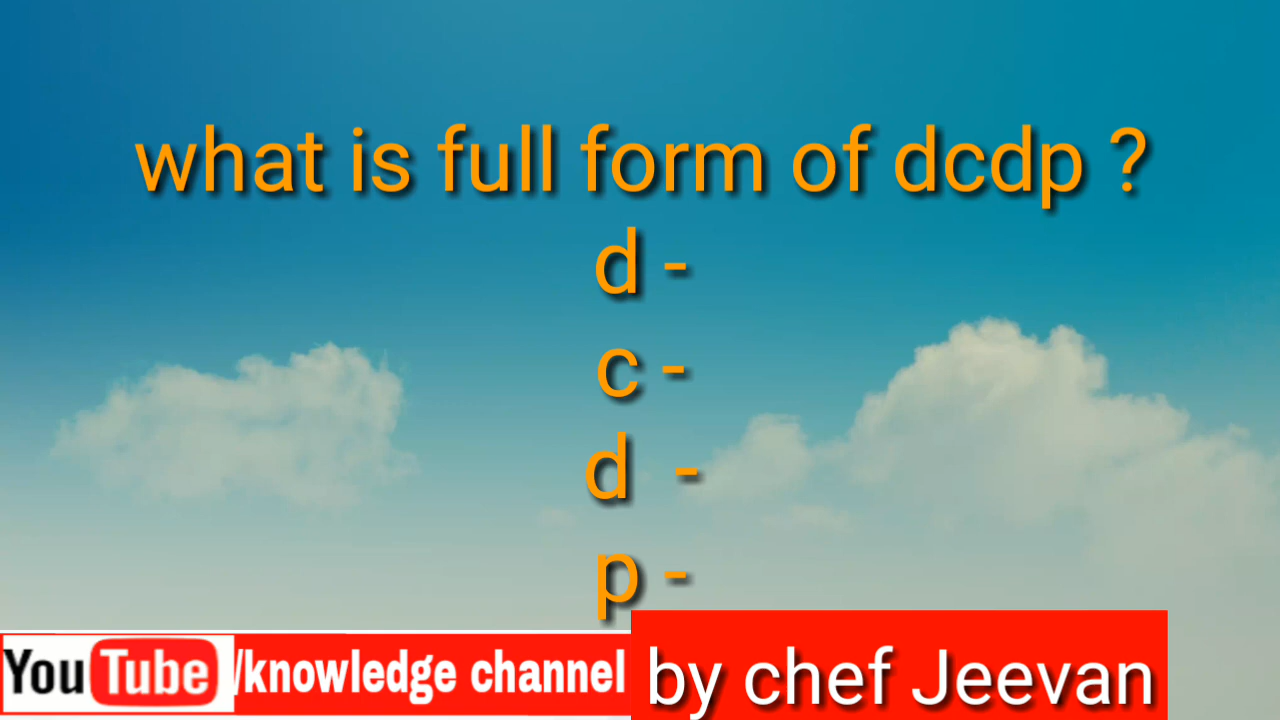 what is full form of dcdp ?
d -
c -
d -
p -
YouTube/knowledge channel by chef Jeevan